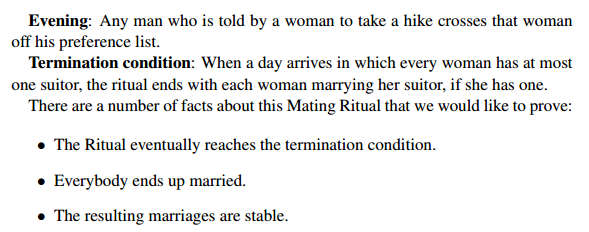 Evening: Any man who is told by a woman to take a hike crosses that woman
off his preference list.
Termination condition: When a day arrives in which every woman has at most
one suitor, the ritual ends with each woman marrying her suitor, if she has one.
There are a number of facts about this Mating Ritual that we would like to prove:
• The Ritual eventually reaches the termination condition.
• Everybody ends up married.
• The resulting marriages are stable.